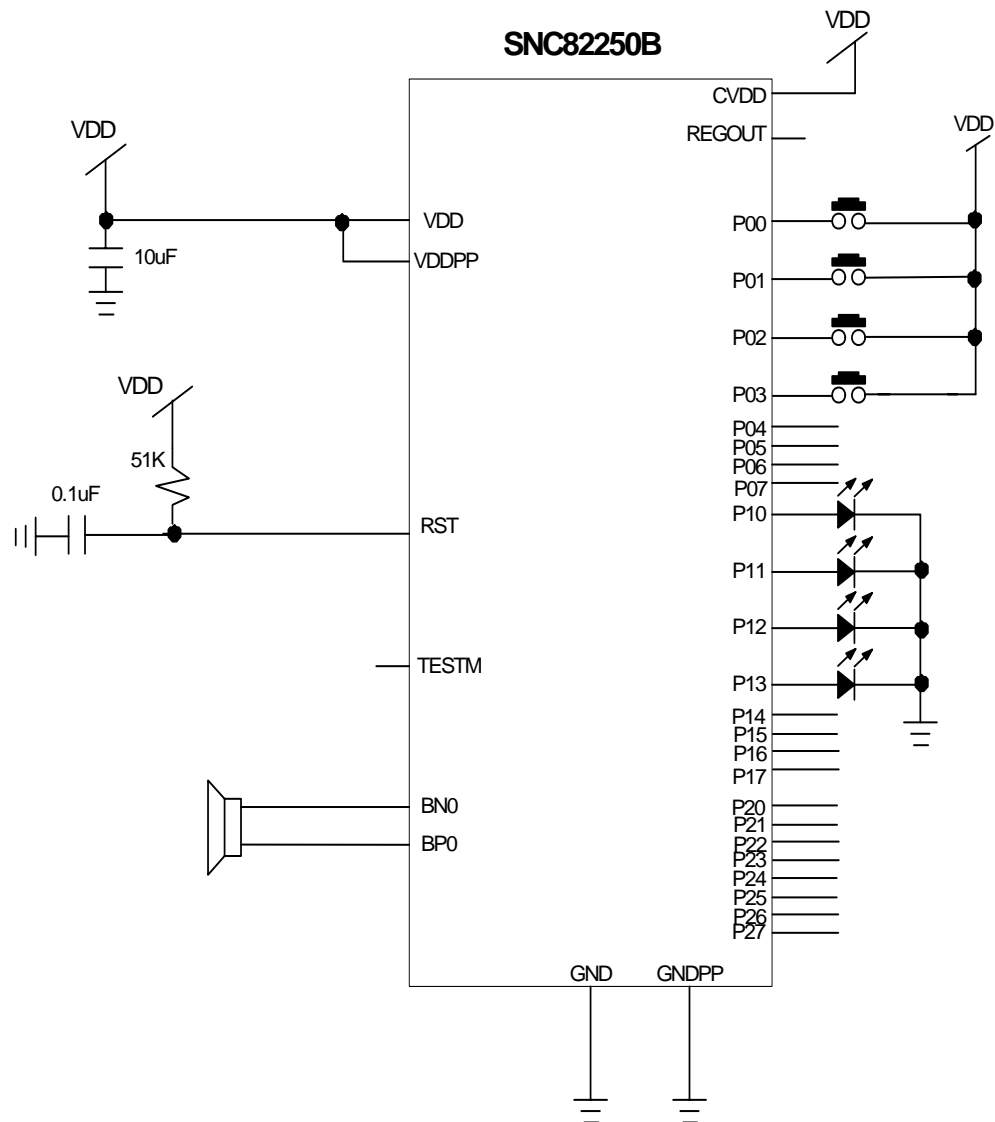 SNC82250B
VDD
CVDD
REGOUT
VDD
VDD
VDD
VDDPP
10uF
P00
P01
P02
P03
VDD
51K
0.1uF
RST
P04
P05
P06
P07
P10
P11
P12
P13
TESTM
P14
P15
P16
P17
BN0
BP0
P20
P21
P22
P23
P24
P25
P26
P27
GND
GNDPP